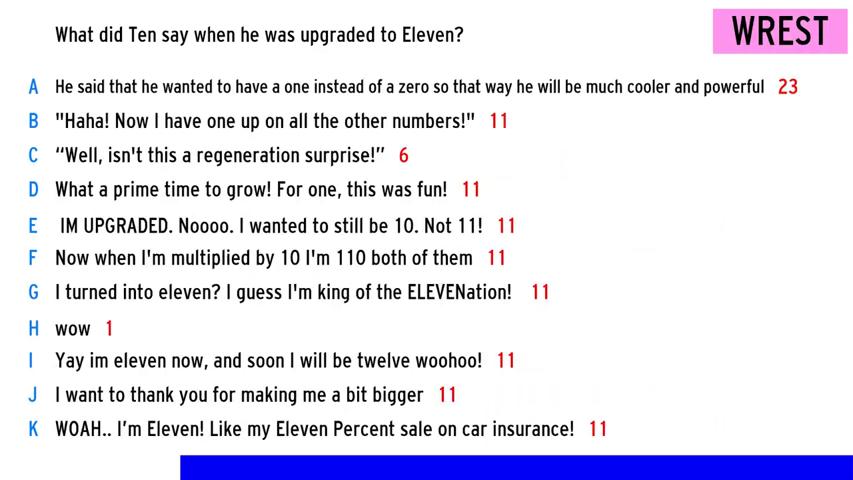 What did Ten say when he was upgraded to Eleven?
WREST
A He said that he wanted to have a one instead of a zero so that way he will be much cooler and powerful 23
B "Haha! Now I have one up on all the other numbers!" 11
C “Well, isn't this a regeneration surprise!” 6
D What a prime time to grow! For one, this was fun! 11
E IM UPGRADED. Noooo. I wanted to still be 10. Not 11! 11
F Now when I'm multiplied by 10 I'm 110 both of them 11
G I turned into eleven? I guess I'm king of the ELEVENation! 11
H wow 1
I Yay im eleven now, and soon I will be twelve woohoo! 11
J I want to thank you for making me a bit bigger 11
K WOAH.. I’m Eleven! Like my Eleven Percent sale on car insurance! 11